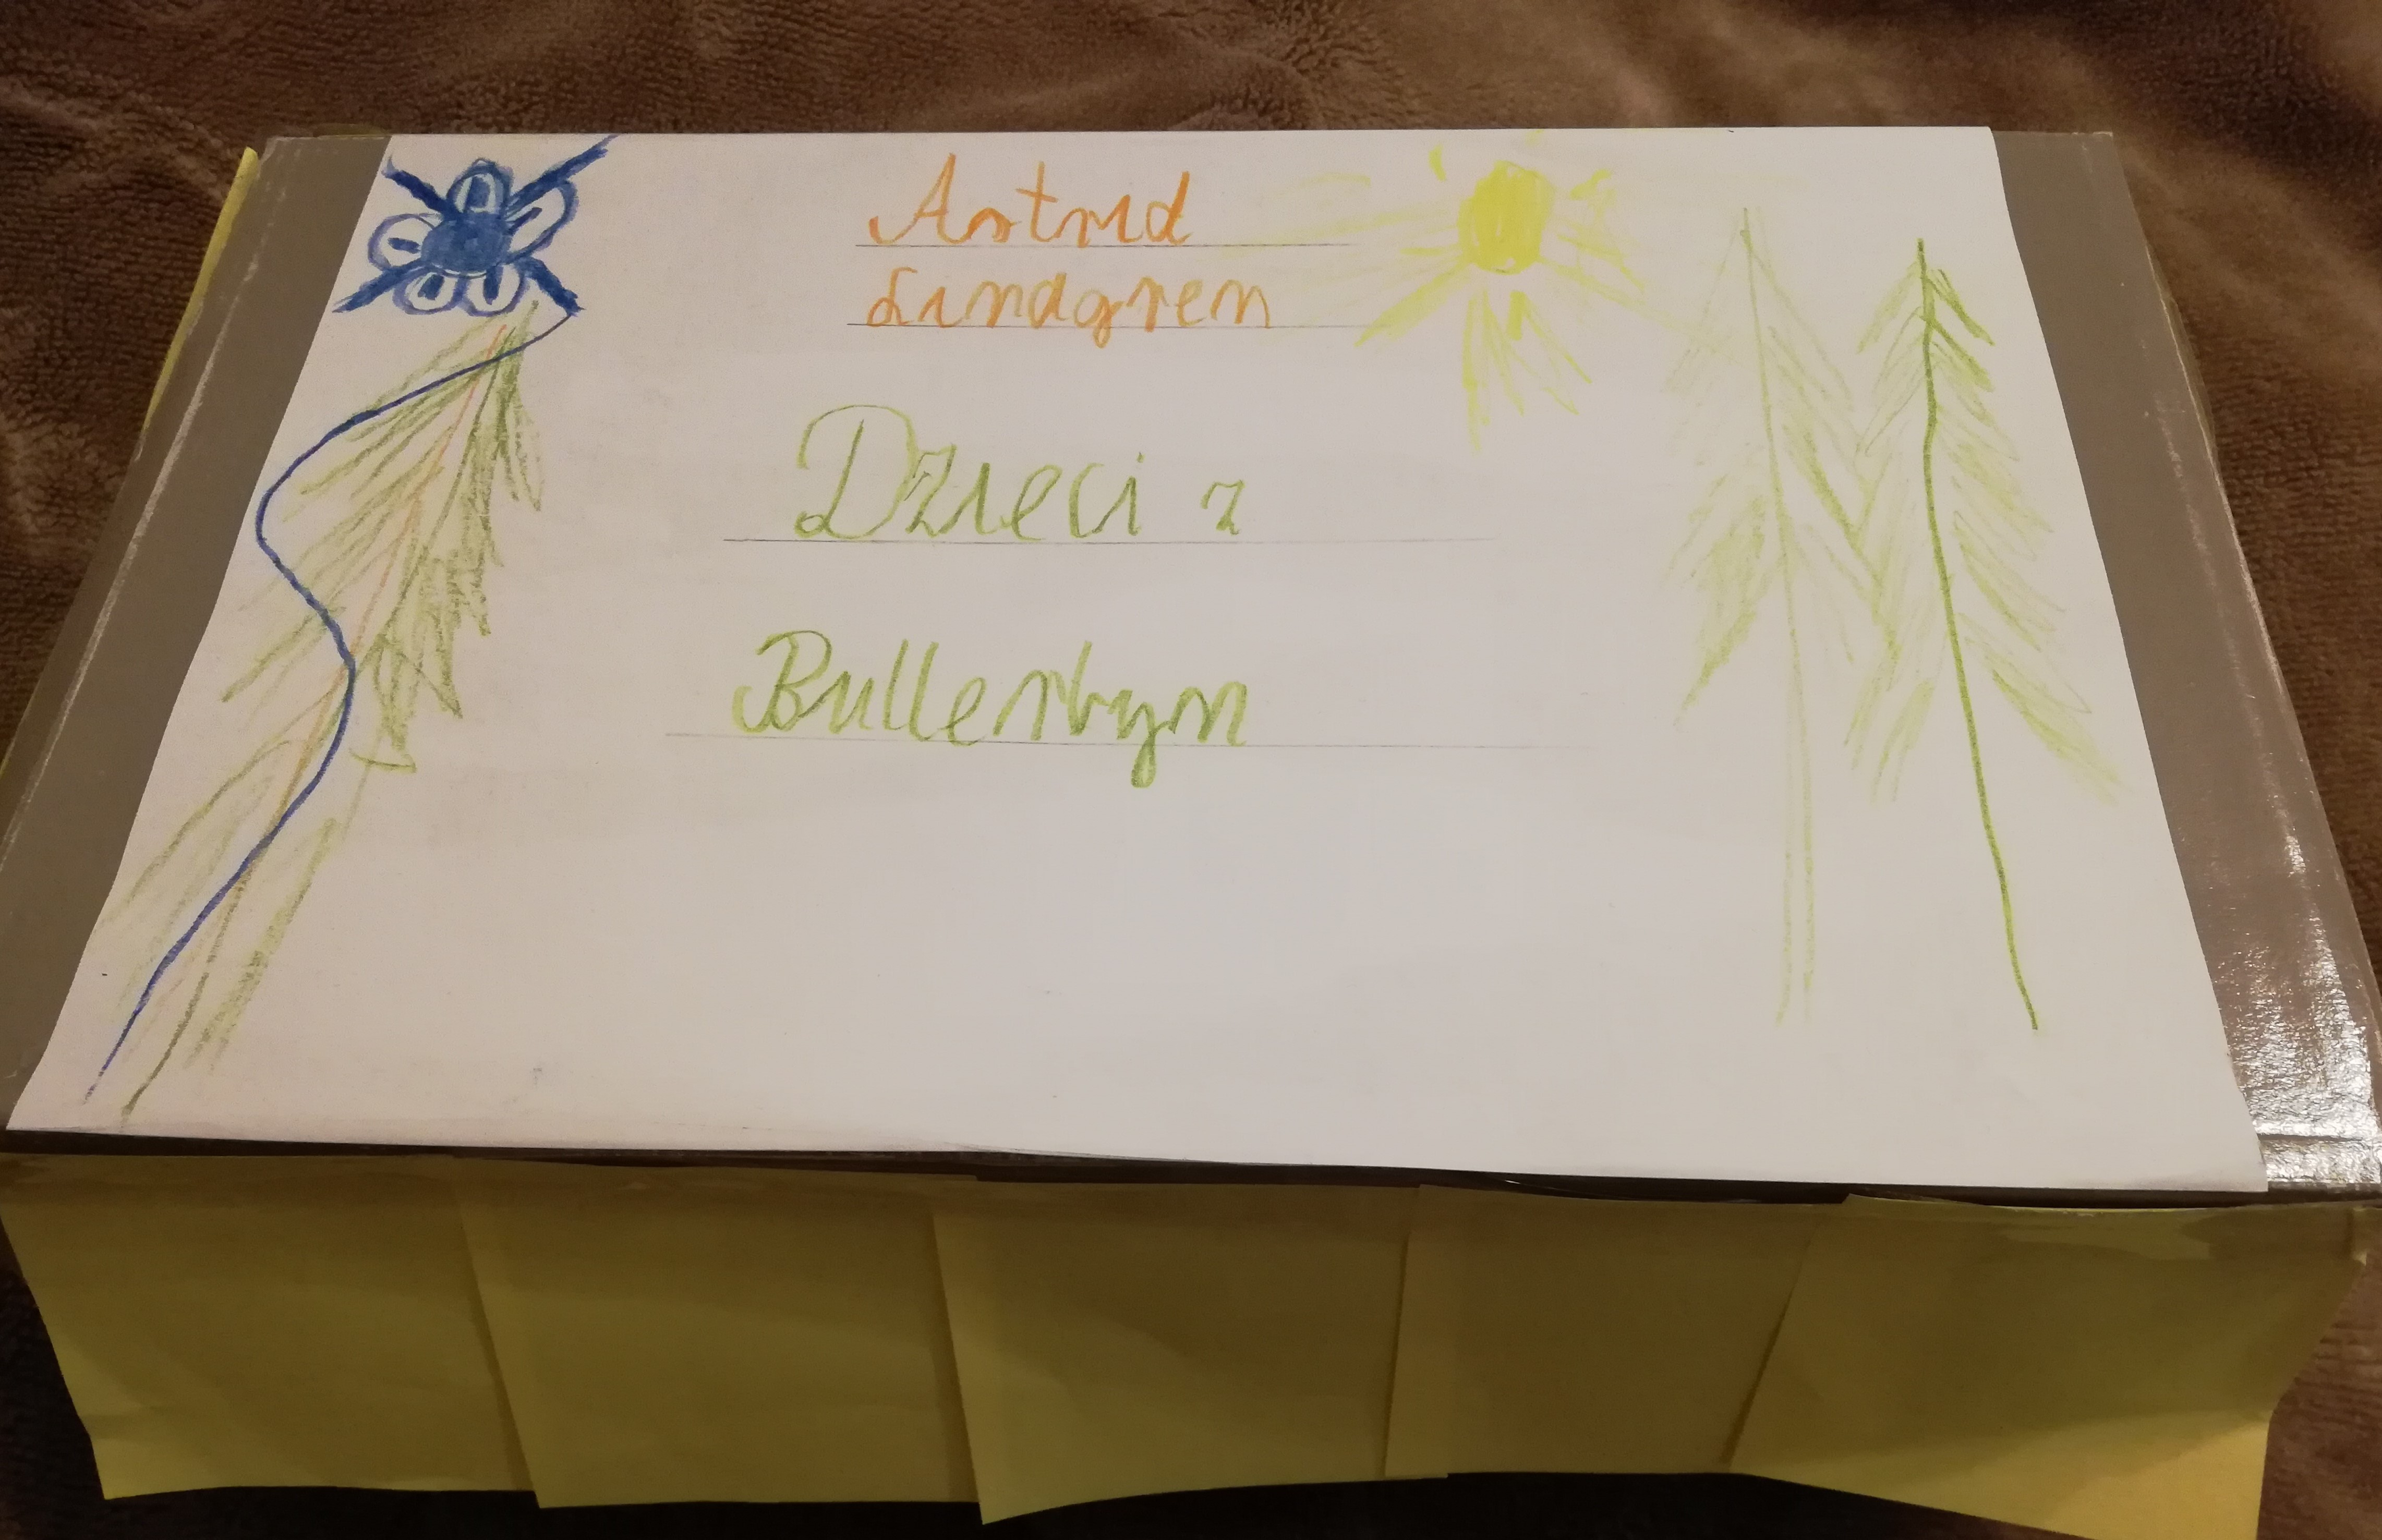 Astrid
Lindgren
Dzieci z
Bullerbyn